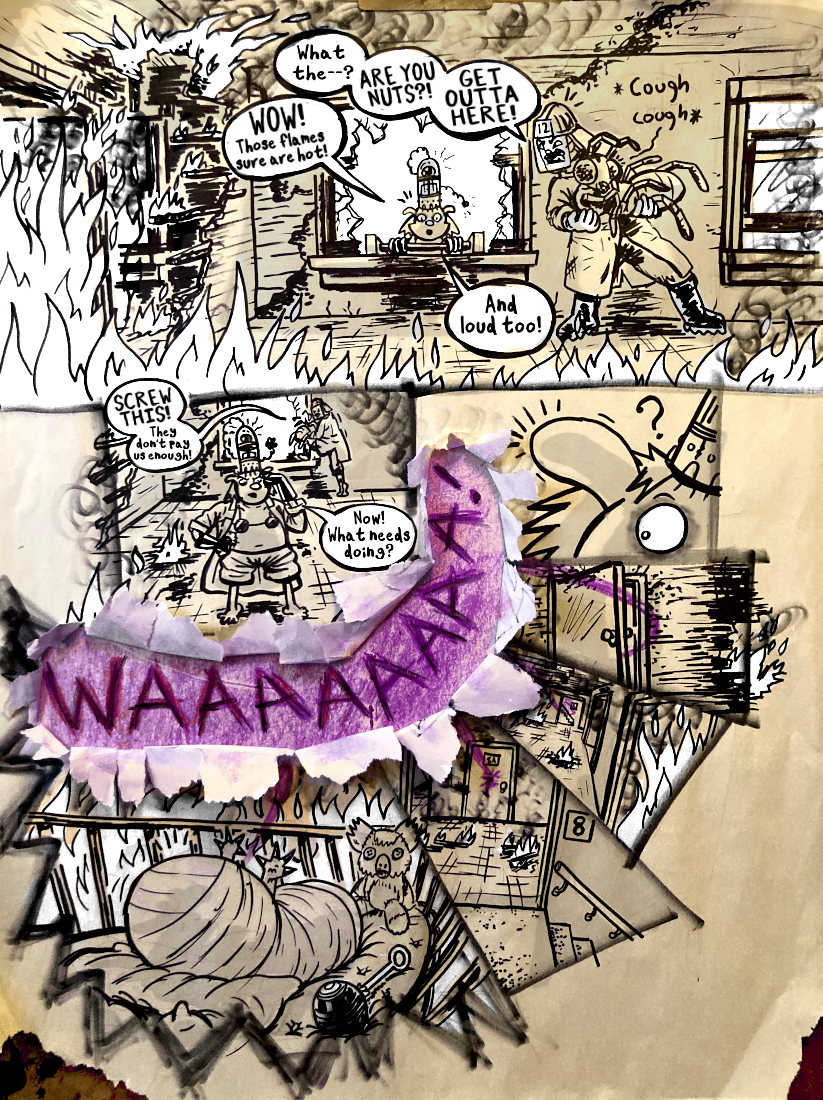 What
the--?
ARE YOU
NUTS?!
GET
OUTTA
HERE!
WOW!
Those flames
sure are hot!
*Cough
cough*
12
And
loud too!
SCREW
THIS!
They
don't pay
us enough!
Now!
What needs
doing?
?
WAAAAAAAA!
8